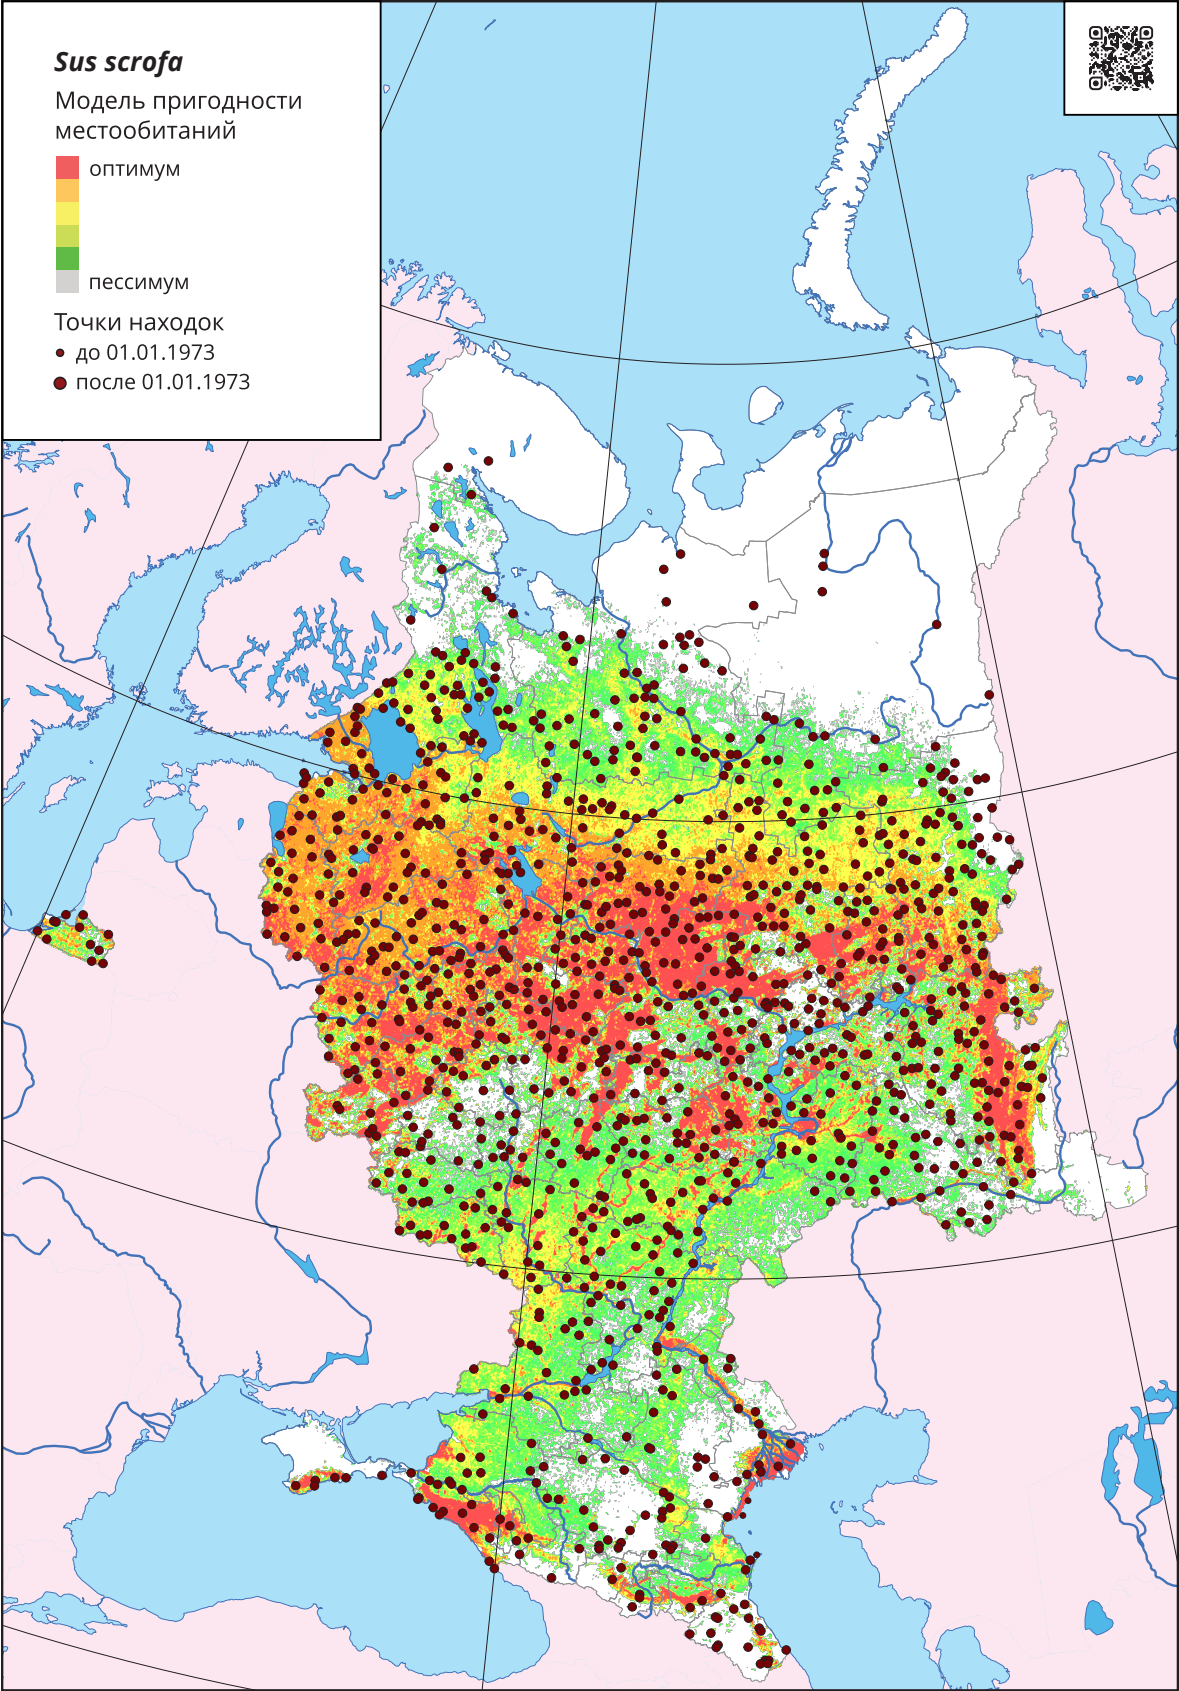 Sus scrofa
Модель пригодности
местообитаний
оптимум
пессимум
Точки находок
до 01.01.1973
после 01.01.1973